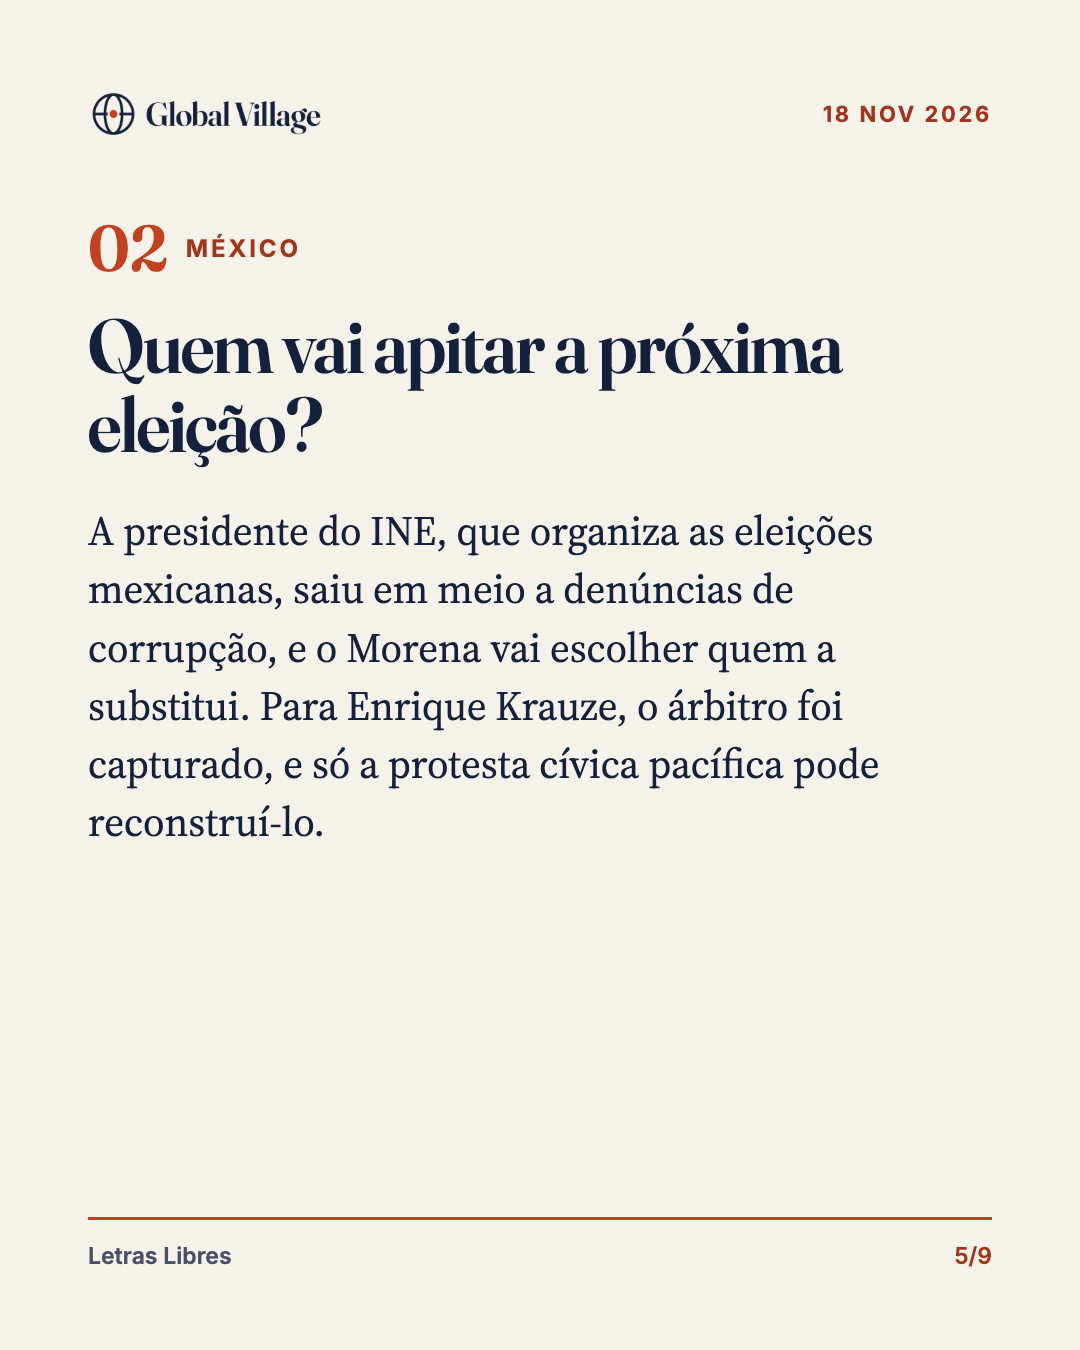 Global Village
18 NOV 2026
02 MÉXICO
Quem vai apitar a próxima
eleição?
A presidente do INE, que organiza as eleições
mexicanas, saiu em meio a denúncias de
corrupção, e o Morena vai escolher quem a
substitui. Para Enrique Krauze, o árbitro foi
capturado, e só a protesta cívica pacífica pode
reconstruí-lo.
Letras Libres
5/9